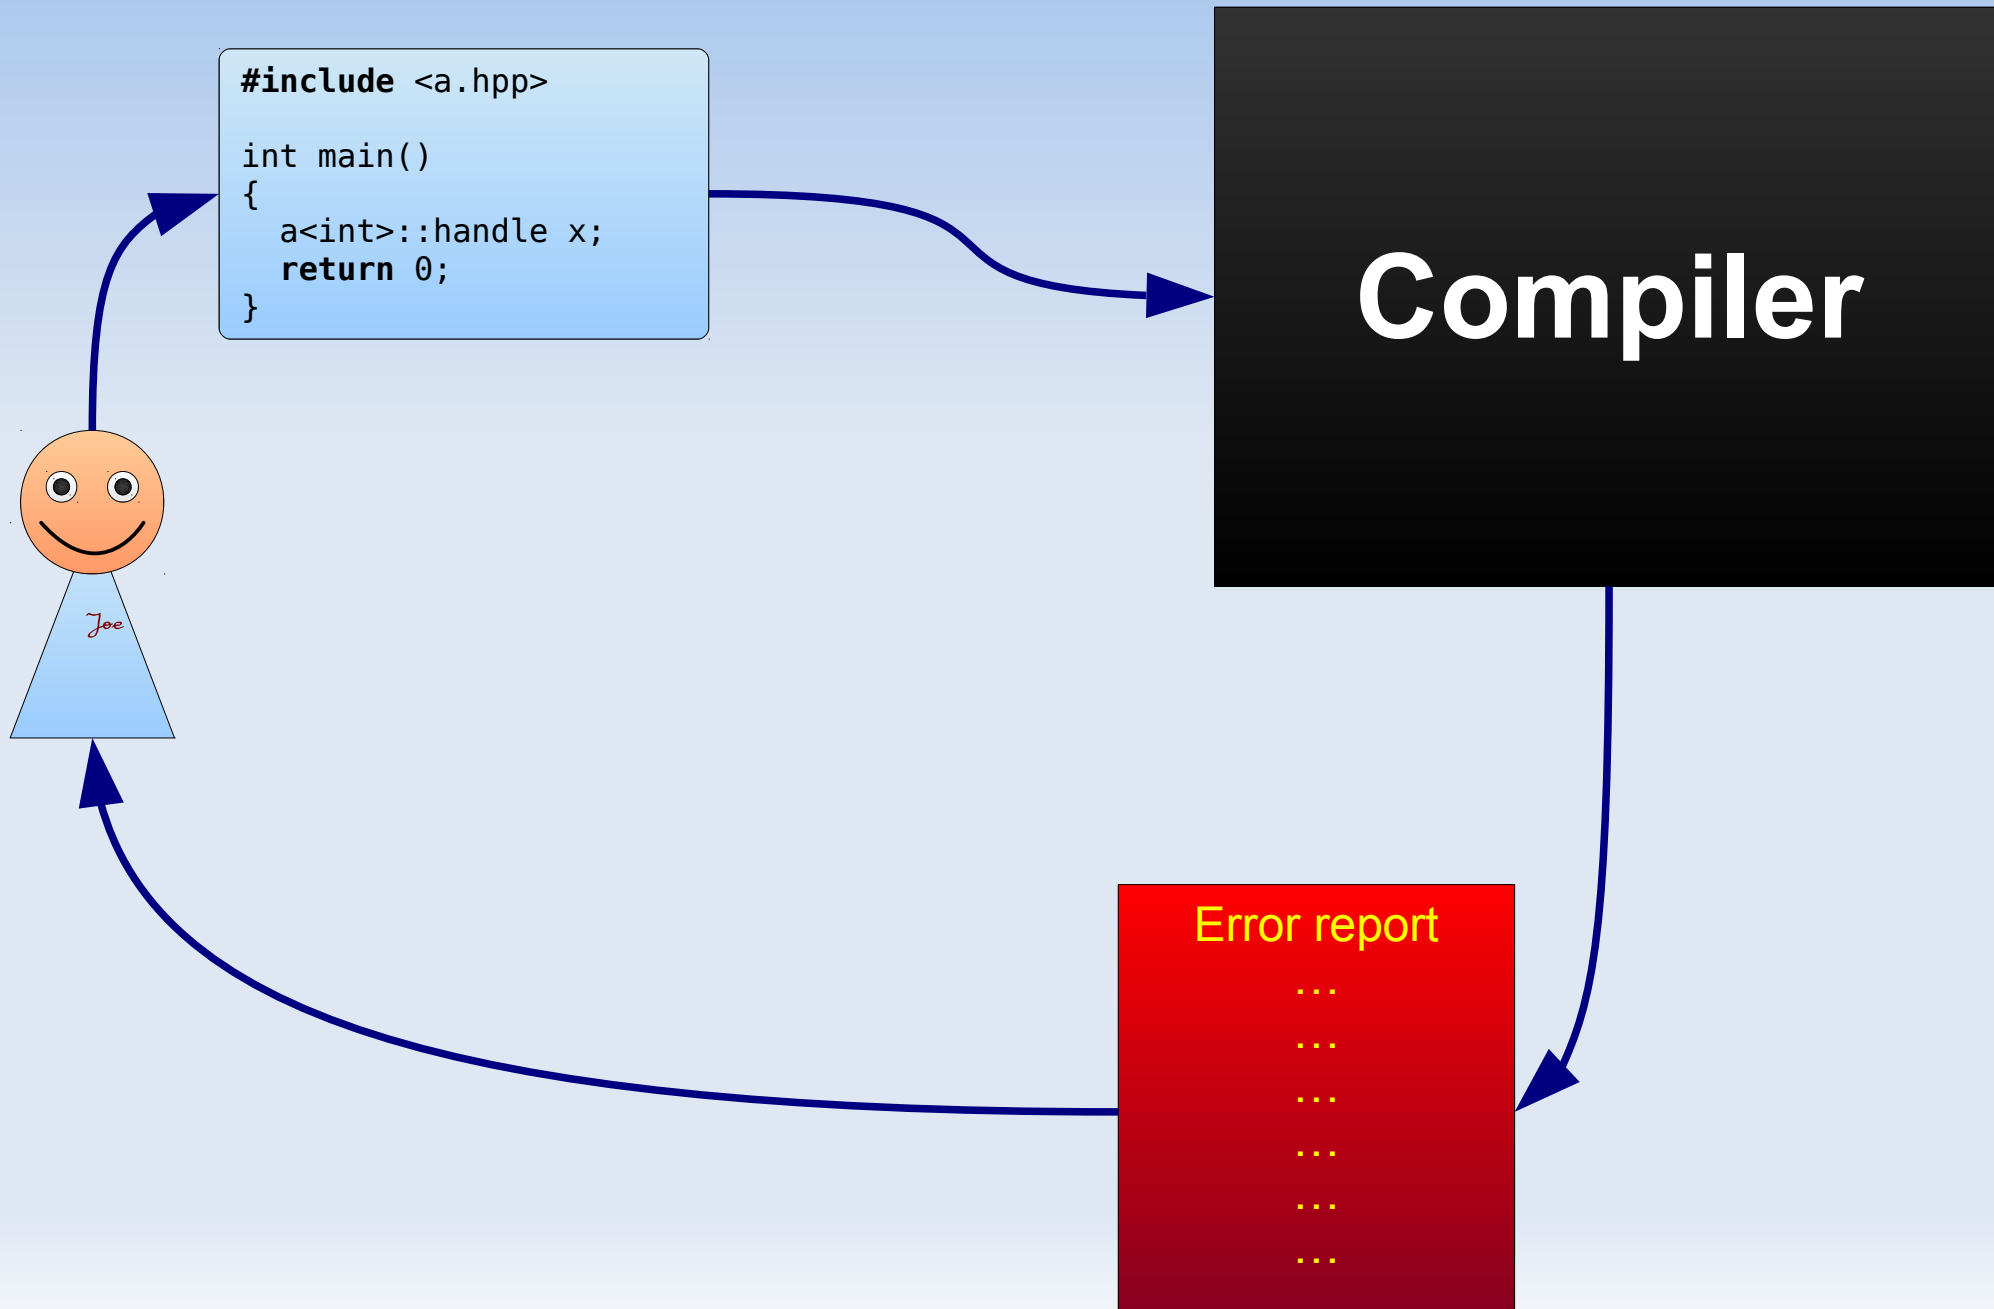 #include <a.hpp>
int main()
{
  a<int>::handle x;
  return 0;
}
Compiler
Joe
Error report
...
...
...
...
...
...